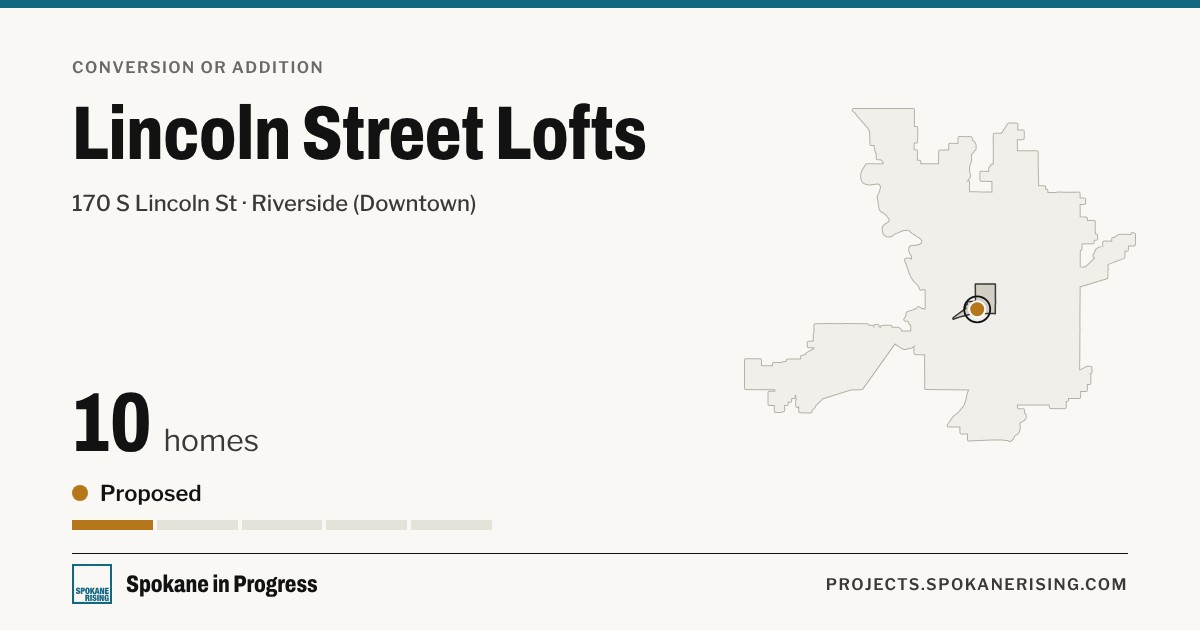 CONVERSION OR ADDITION
Lincoln Street Lofts
170 S Lincoln St · Riverside (Downtown)
10 homes
Proposed
SPOKANE
RISING
Spokane in Progress
PROJECTS.SPOKANERISING.COM